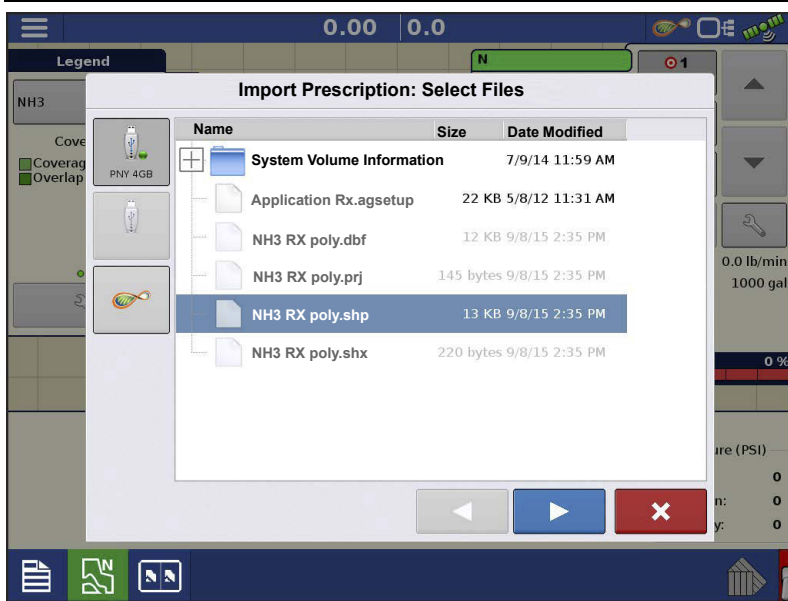 0.00 0.0
Legend
N
1
Import Prescription: Select Files
NH3
Name Size Date Modified
System Volume Information 7/9/14 11:59 AM
Cove
Coverag
Overlap
PNY 4GB
Application Rx.agsetup 22 KB 5/8/12 11:31 AM
NH3 RX poly.dbf 12 KB 9/8/15 2:35 PM
NH3 RX poly.prj 145 bytes 9/8/15 2:35 PM
0.0 lb/min
1000 gal
NH3 RX poly.shp 13 KB 9/8/15 2:35 PM
NH3 RX poly.shx 220 bytes 9/8/15 2:35 PM
0 %
ure (PSI)
0
n: 0
y: 0
N